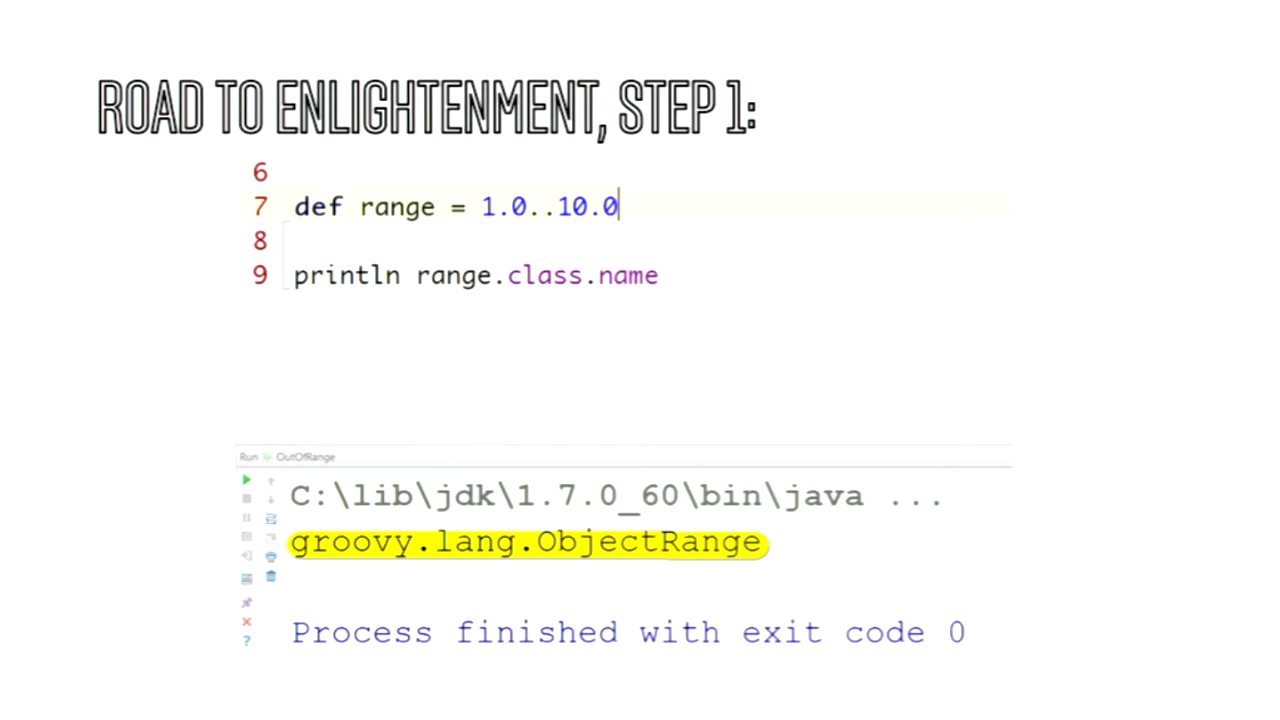 ROAD TO ENLIGHTENMENT, STEP 1:
6
7 def range = 1.0..10.0
8
9 println range.class.name
Run OutOfRange
C:\lib\jdk\1.7.0_60\bin\java ...
groovy.lang.ObjectRange
Process finished with exit code 0